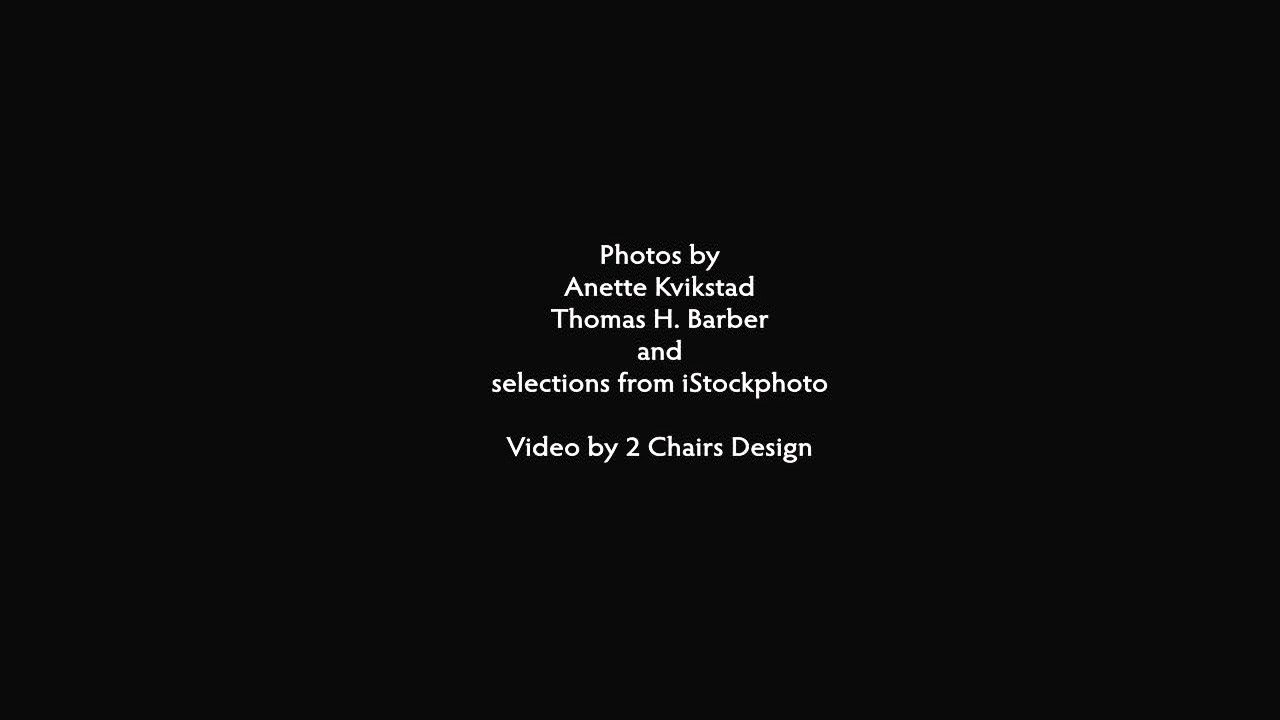 Photos by
Anette Kvikstad
Thomas H. Barber
and
selections from iStockphoto
Video by 2 Chairs Design